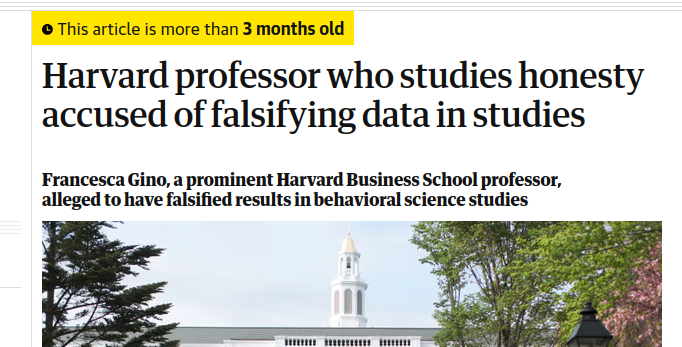 This article is more than 3 months old
Harvard professor who studies honesty
accused of falsifying data in studies
Francesca Gino, a prominent Harvard Business School professor,
alleged to have falsified results in behavioral science studies